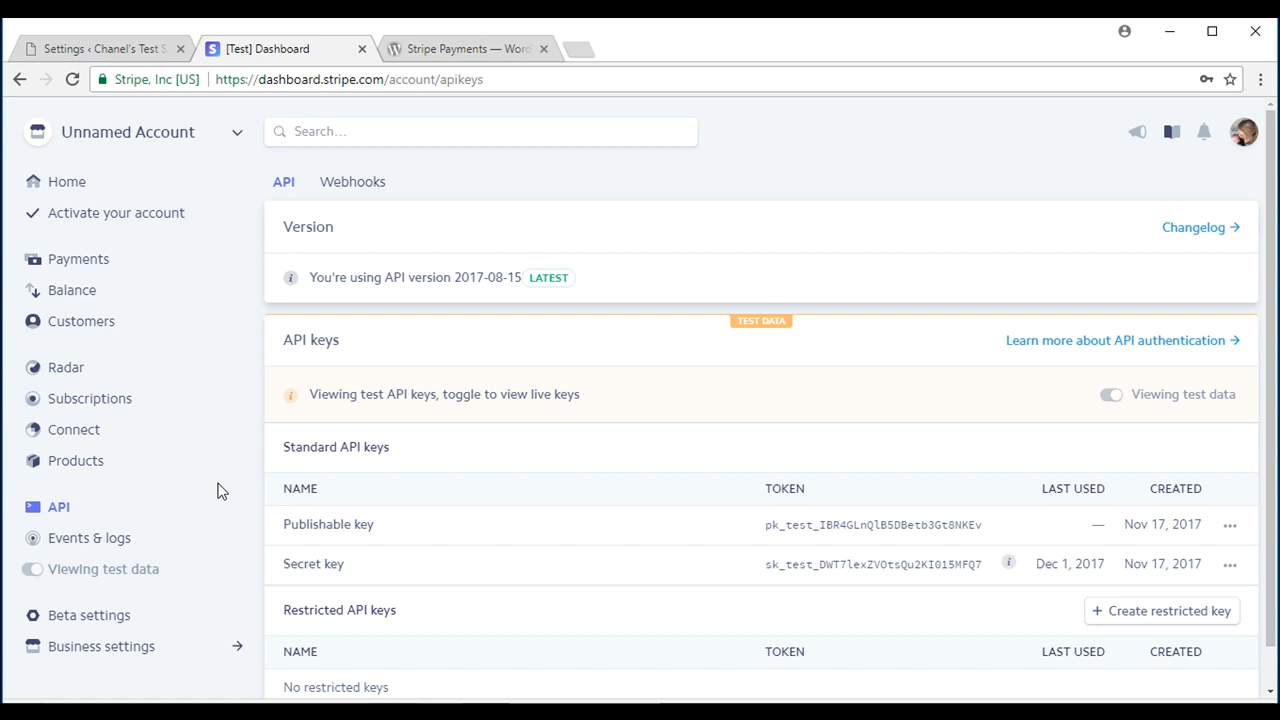 Settings ‹ Chanel's Test S
[Test] Dashboard
Stripe Payments — Word
Stripe, Inc [US]
https://dashboard.stripe.com/account/apikeys
Unnamed Account
Search...
Home
Activate your account
Payments
Balance
Customers
Radar
Subscriptions
Connect
Products
API
Events & logs
Viewing test data
Beta settings
Business settings
API Webhooks
Version
Changelog
You're using API version 2017-08-15 LATEST
TEST DATA
API keys
Learn more about API authentication
Viewing test API keys, toggle to view live keys
Viewing test data
Standard API keys
NAME TOKEN LAST USED CREATED
Publishable key pk_test_IBR4GLnQlB5DBetb3Gt8NKEv — Nov 17, 2017
Secret key sk_test_DWT7lexZVOtsQu2KI015MFQ7 Dec 1, 2017 Nov 17, 2017
Restricted API keys
+ Create restricted key
NAME TOKEN LAST USED CREATED
No restricted keys